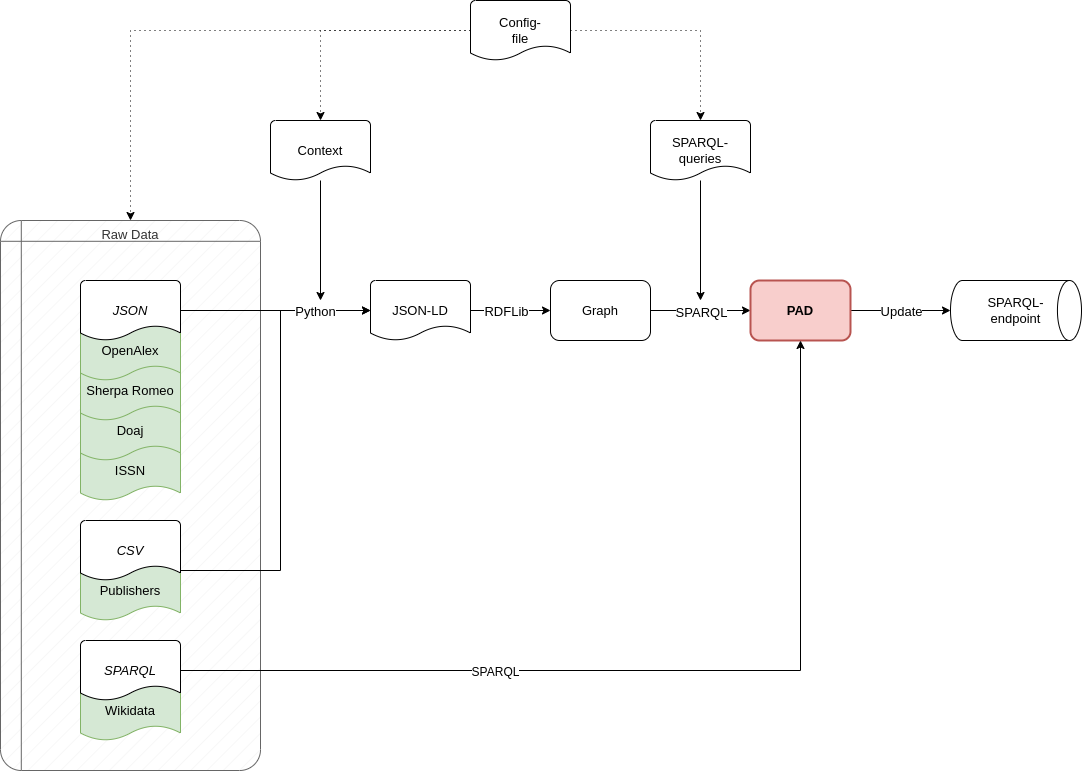 Config-
file
Context
SPARQL-
queries
Raw Data
JSON
OpenAlex
Sherpa Romeo
Doaj
ISSN
CSV
Publishers
SPARQL
Wikidata
Python
JSON-LD
RDFLib
Graph
SPARQL
PAD
Update
SPARQL-
endpoint
SPARQL